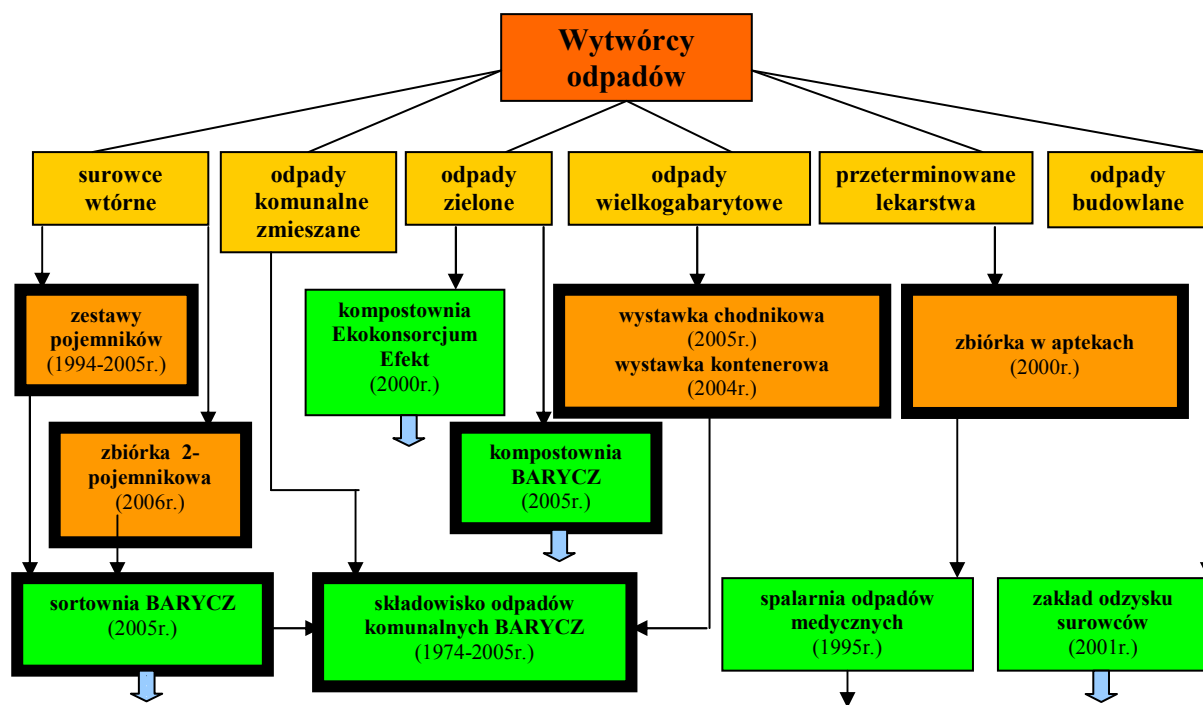 Wytwórcy
odpadów
surowce
wtórne
odpady
komunalne
zmieszane
odpady
zielone
odpady
wielkogabarytowe
przeterminowane
lekarstwa
odpady
budowlane
zestawy
pojemników
(1994-2005r.)
kompostownia
Ekokonsorcjum
Efekt
(2000r.)
wystawka chodnikowa
(2005r.)
wystawka kontenerowa
(2004r.)
zbiórka w aptekach
(2000r.)
zbiórka 2-
pojemnikowa
(2006r.)
kompostownia
BARYCZ
(2005r.)
sortownia BARYCZ
(2005r.)
składowisko odpadów
komunalnych BARYCZ
(1974-2005r.)
spalarnia odpadów
medycznych
(1995r.)
zakład odzysku
surowców
(2001r.)